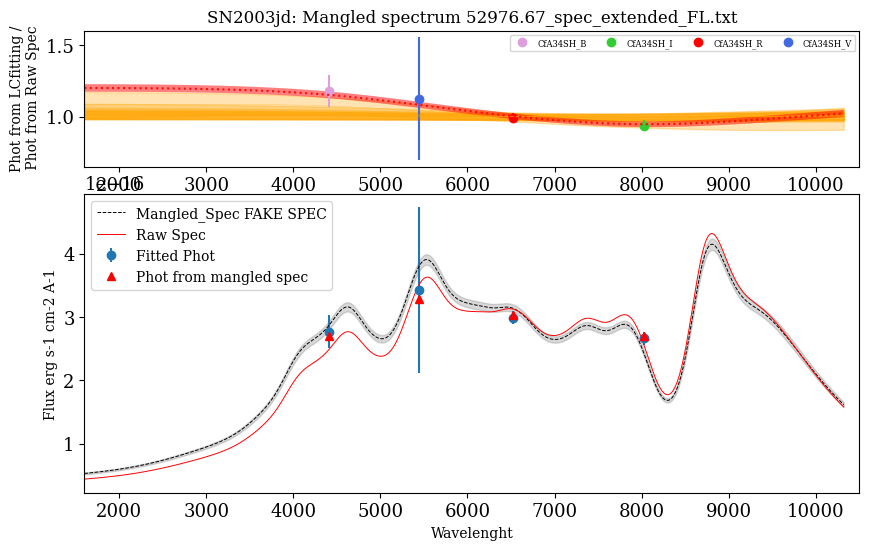 SN2003jd: Mangled spectrum 52976.67_spec_extended_FL.txt
Phot from LCfitting /
Phot from Raw Spec
1.5
1.0
CfA34SH_B
CfA34SH_I
CfA34SH_R
CfA34SH_V
2000 3000 4000 5000 6000 7000 8000 9000 10000
1e−16
Mangled_Spec FAKE SPEC
Raw Spec
Fitted Phot
Phot from mangled spec
Flux erg s-1 cm-2 A-1
4
3
2
1
2000 3000 4000 5000 6000 7000 8000 9000 10000
Wavelenght